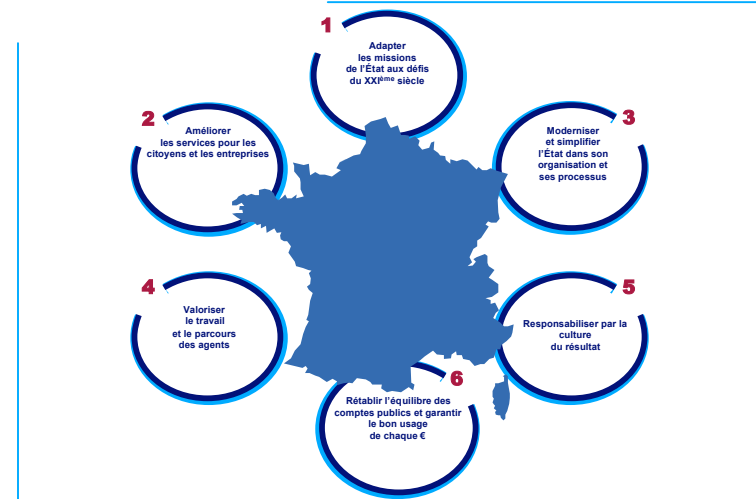 1
Adapter
les missions
de l’État aux défis
du XXIème siècle
2
Améliorer
les services pour les
citoyens et les entreprises
3
Moderniser
et simplifier
l’État dans son
organisation et
ses processus
4
Valoriser
le travail
et le parcours
des agents
5
Responsabiliser par la
culture
du résultat
6
Rétablir l’équilibre des
comptes publics et garantir
le bon usage
de chaque €